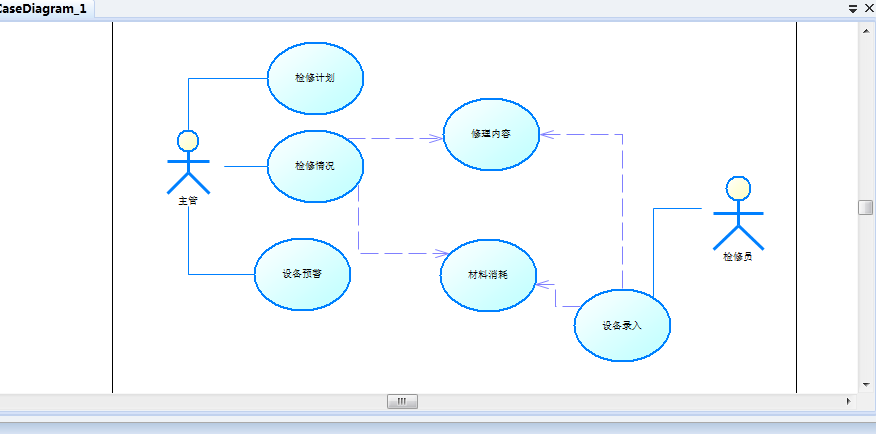 CaseDiagram_1
检修计划
修理内容
检修情况
主管
检修员
设备预警
材料消耗
设备录入